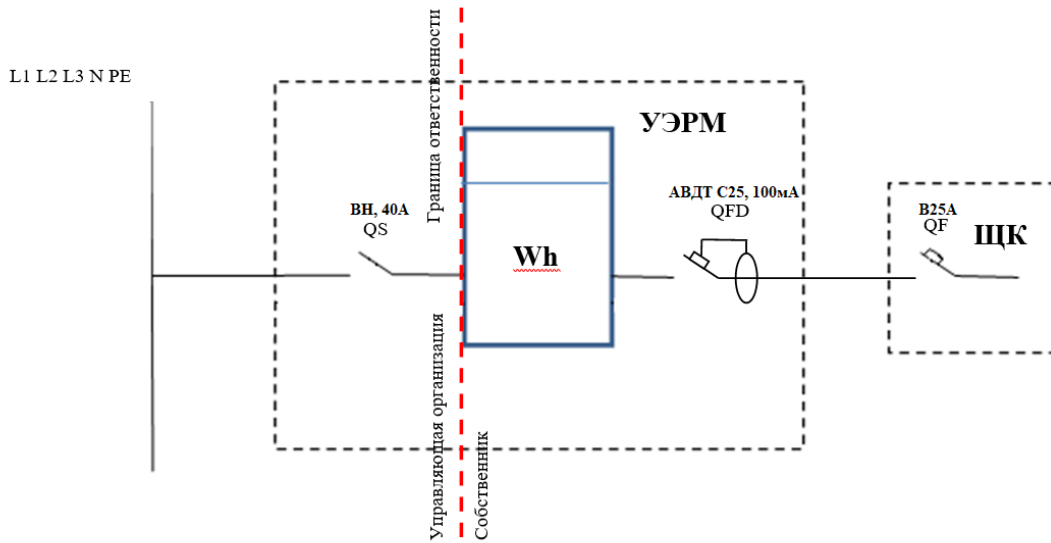 L1 L2 L3 N PE
Граница ответственности
УЭРМ
ВН, 40А
QS
Wh
АВДТ С25, 100мА
QFD
В25А
QF
ЩК
Управляющая организация
Собственник